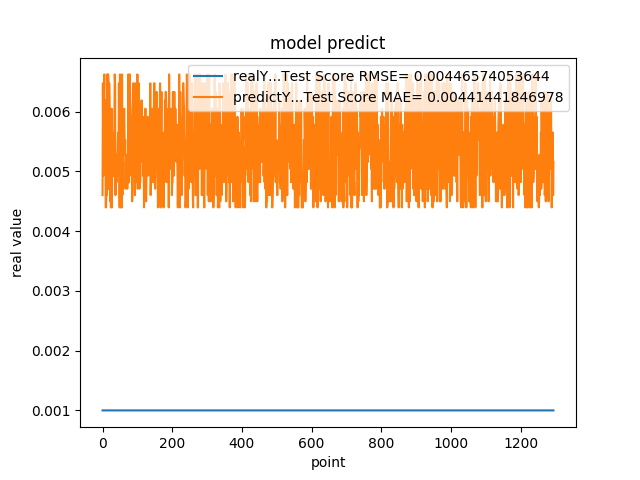 model predict
realY...Test Score RMSE= 0.00446574053644
predictY...Test Score MAE= 0.00441441846978
real value
0.006
0.005
0.004
0.003
0.002
0.001
0 200 400 600 800 1000 1200
point